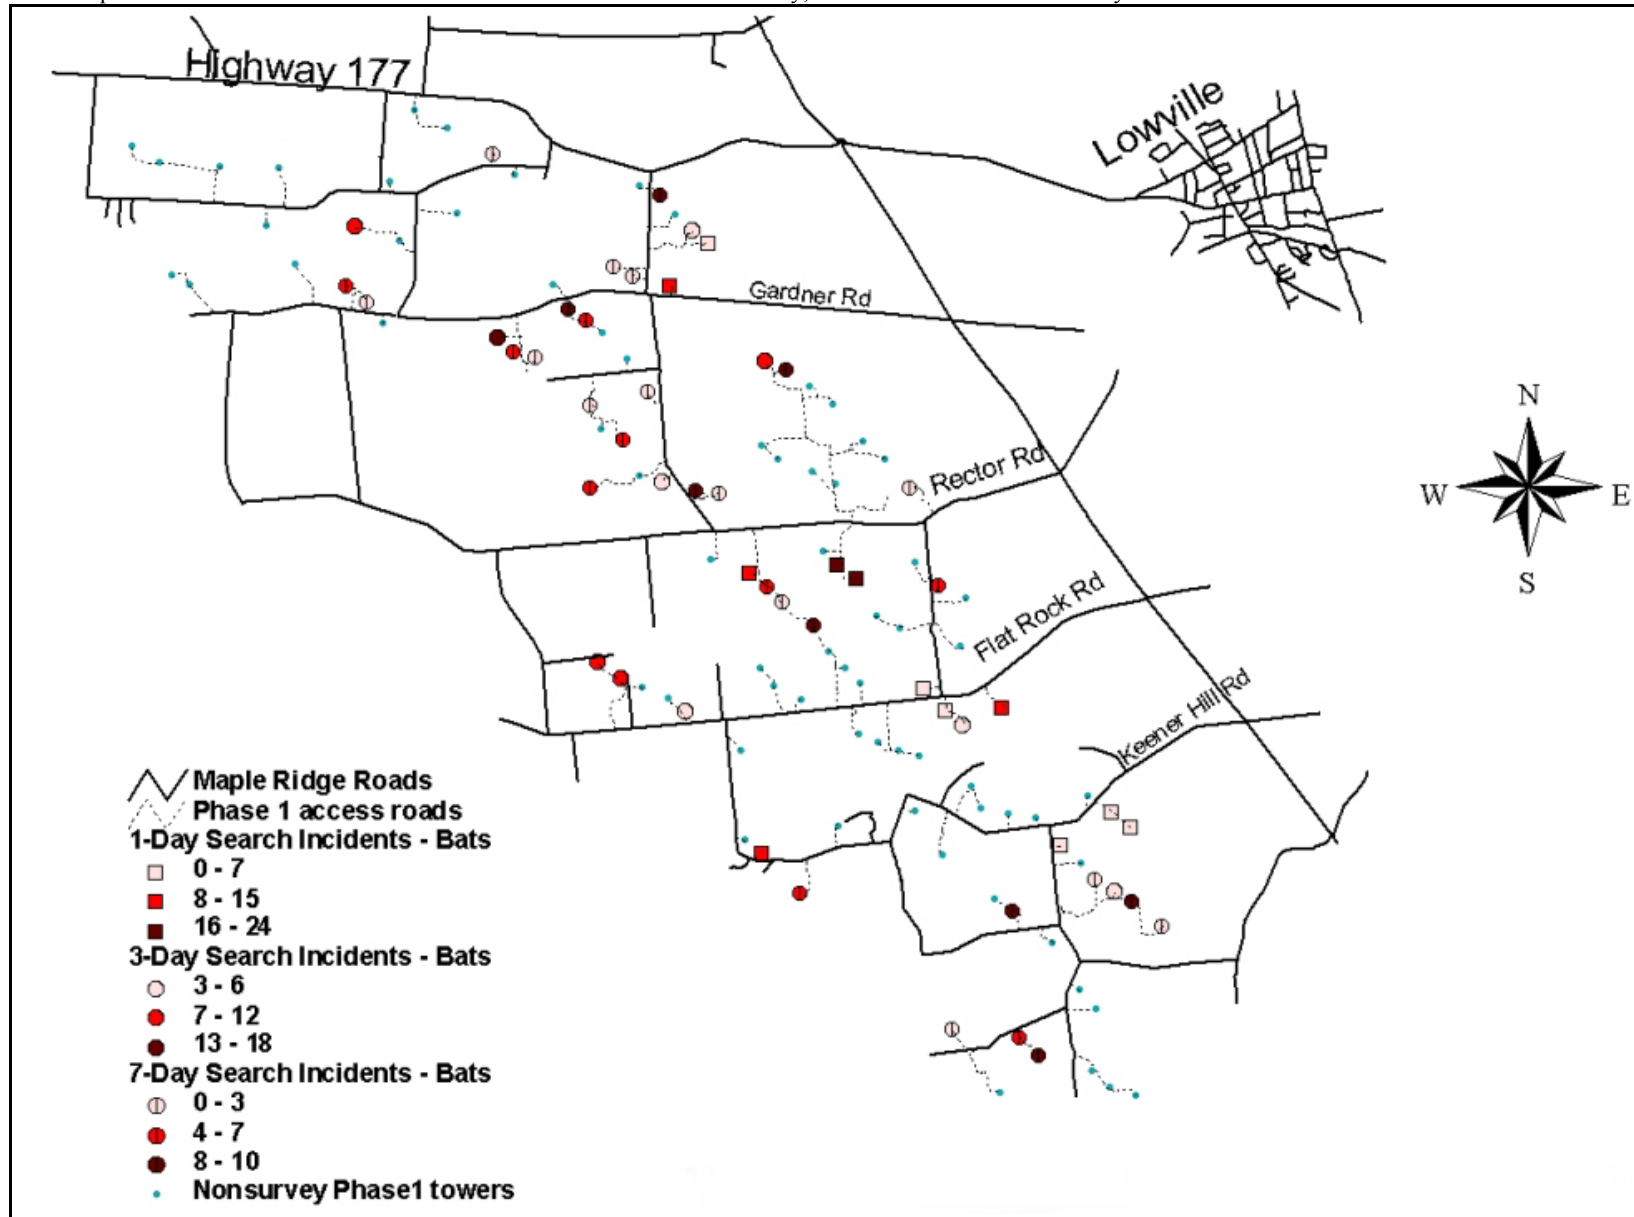 Highway 177
Lowville
Gardner Rd
Rector Rd
Flat Rock Rd
Keener Hill Rd
N
W
E
S
Maple Ridge Roads
Phase 1 access roads
1-Day Search Incidents - Bats
0 - 7
8 - 15
16 - 24
3-Day Search Incidents - Bats
3 - 6
7 - 12
13 - 18
7-Day Search Incidents - Bats
0 - 3
4 - 7
8 - 10
Nonsurvey Phase1 towers